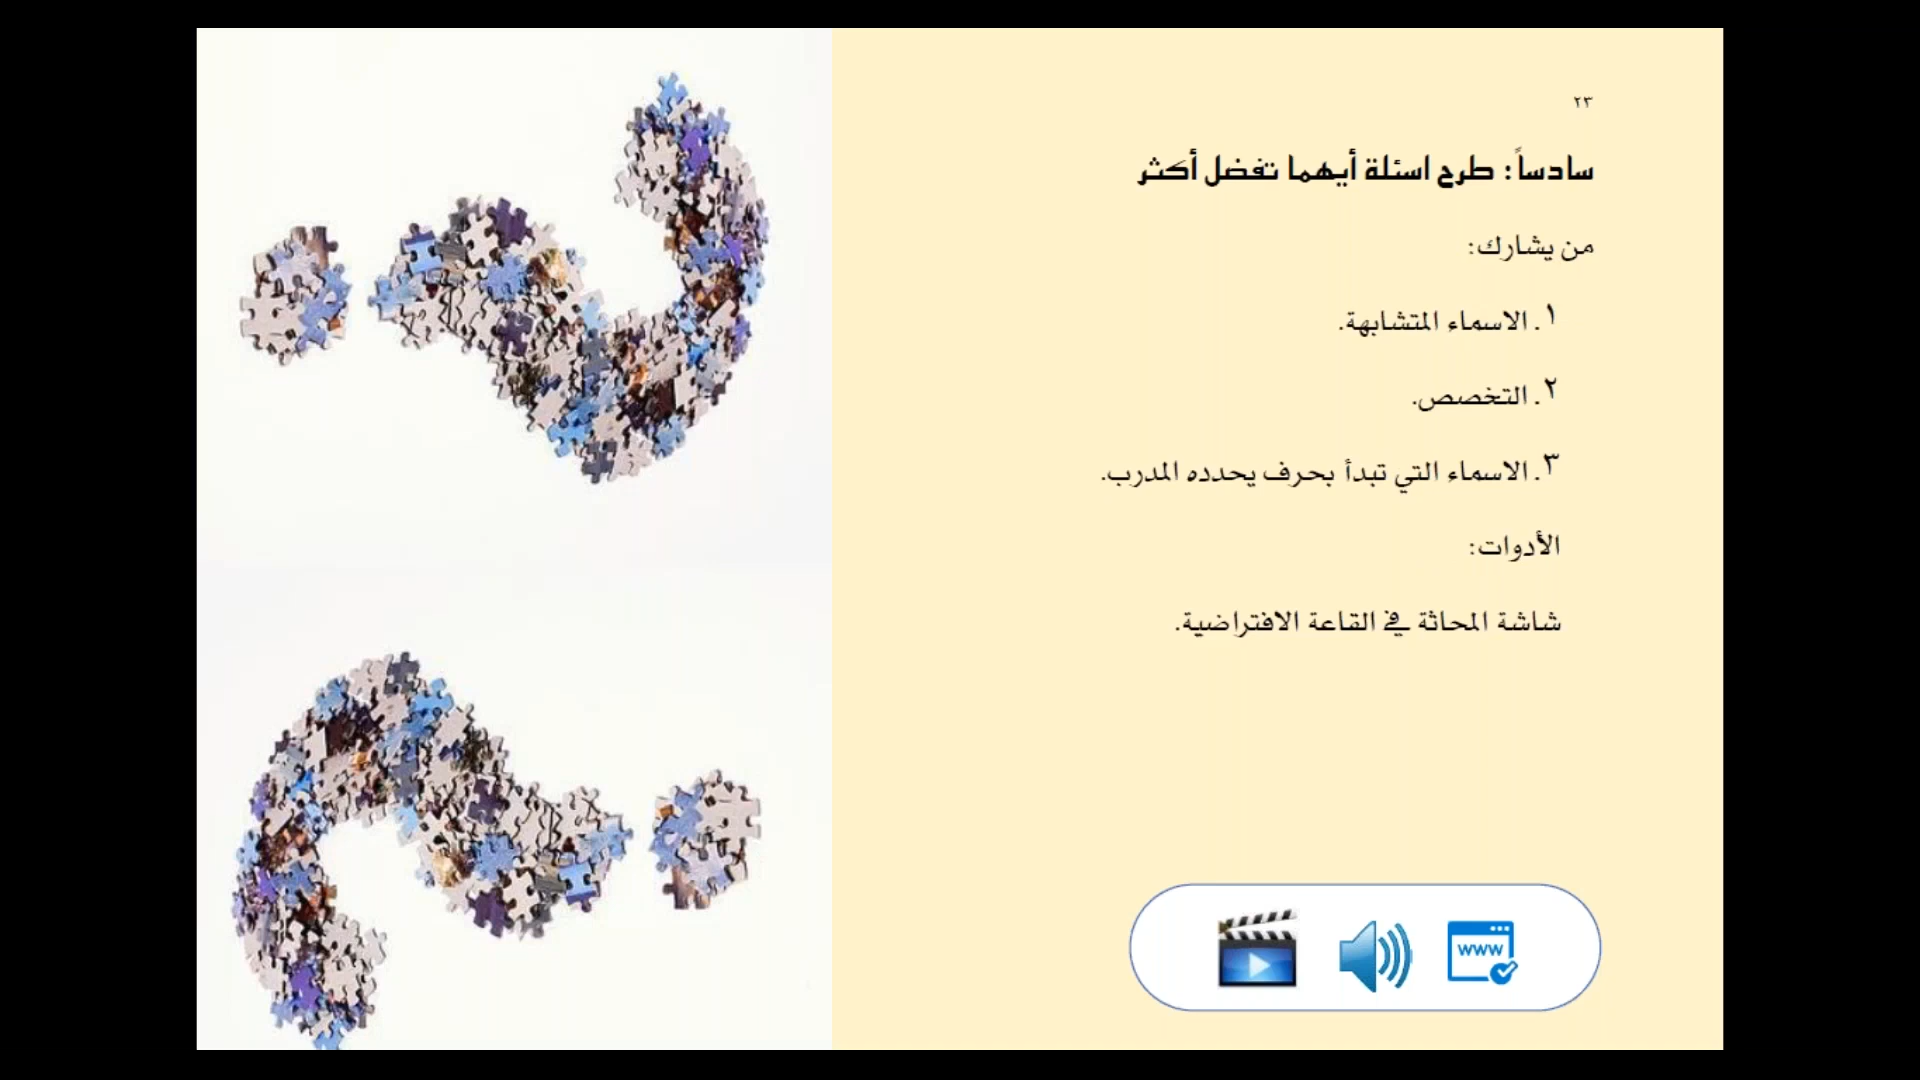 ٢٣
سادساً: طرح اسئلة أيهما تفضل أكثر
من يشارك:
١. الاسماء المتشابهة.
٢. التخصص.
٣. الاسماء التي تبدأ بحرف يحدده المدرب.
الأدوات:
شاشة المحاثة في القاعة الافتراضية.
www